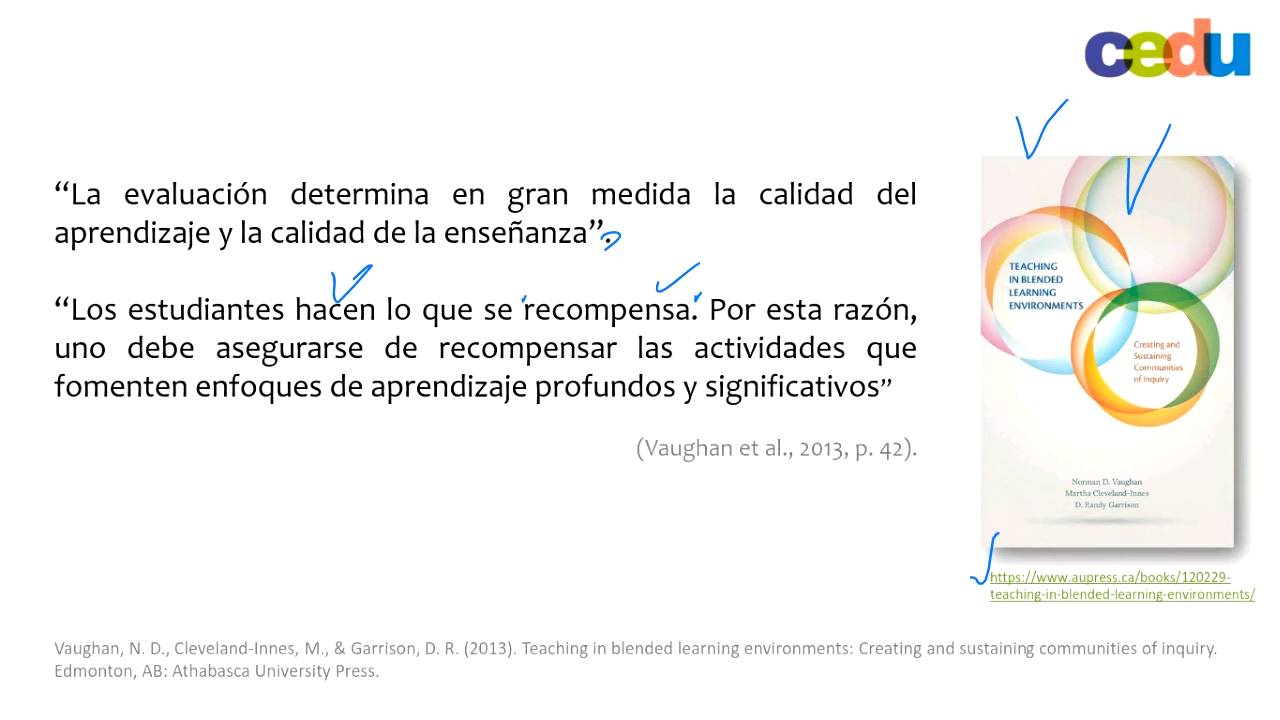 cedu
“La evaluación determina en gran medida la calidad del
aprendizaje y la calidad de la enseñanza”.
“Los estudiantes hacen lo que se recompensa. Por esta razón,
uno debe asegurarse de recompensar las actividades que
fomenten enfoques de aprendizaje profundos y significativos”
(Vaughan et al., 2013, p. 42).
TEACHING
IN BLENDED
LEARNING
ENVIRONMENTS
Creating and
Sustaining
Communities
of Inquiry
Norman D. Vaughan
Martha Cleveland-Innes
D. Randy Garrison
https://www.aupress.ca/books/120229-
teaching-in-blended-learning-environments/
Vaughan, N. D., Cleveland-Innes, M., & Garrison, D. R. (2013). Teaching in blended learning environments: Creating and sustaining communities of inquiry.
Edmonton, AB: Athabasca University Press.